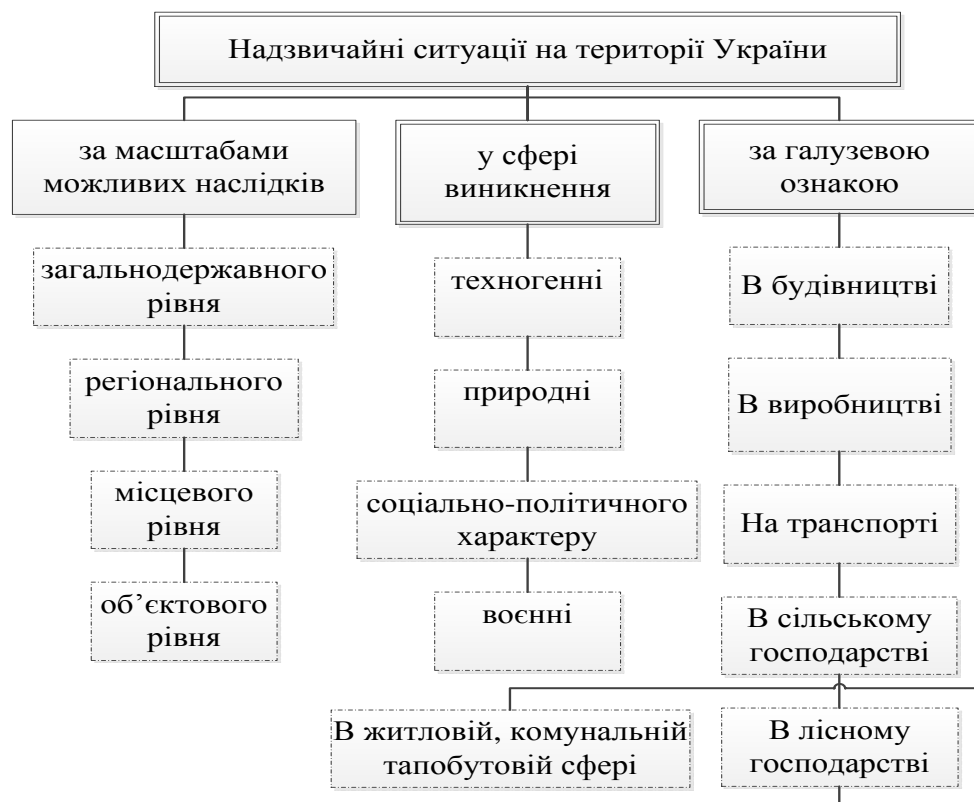 Надзвичайні ситуації на території України
за масштабами
можливих наслідків
загальнодержавного
рівня
регіонального
рівня
місцевого
рівня
об’єктового
рівня
у сфері
виникнення
техногенні
природні
соціально-політичного
характеру
воєнні
за галузевою
ознакою
В будівництві
В виробництві
На транспорті
В сільському
господарстві
В житловій, комунальній
тапобутовій сфері
В лісному
господарстві